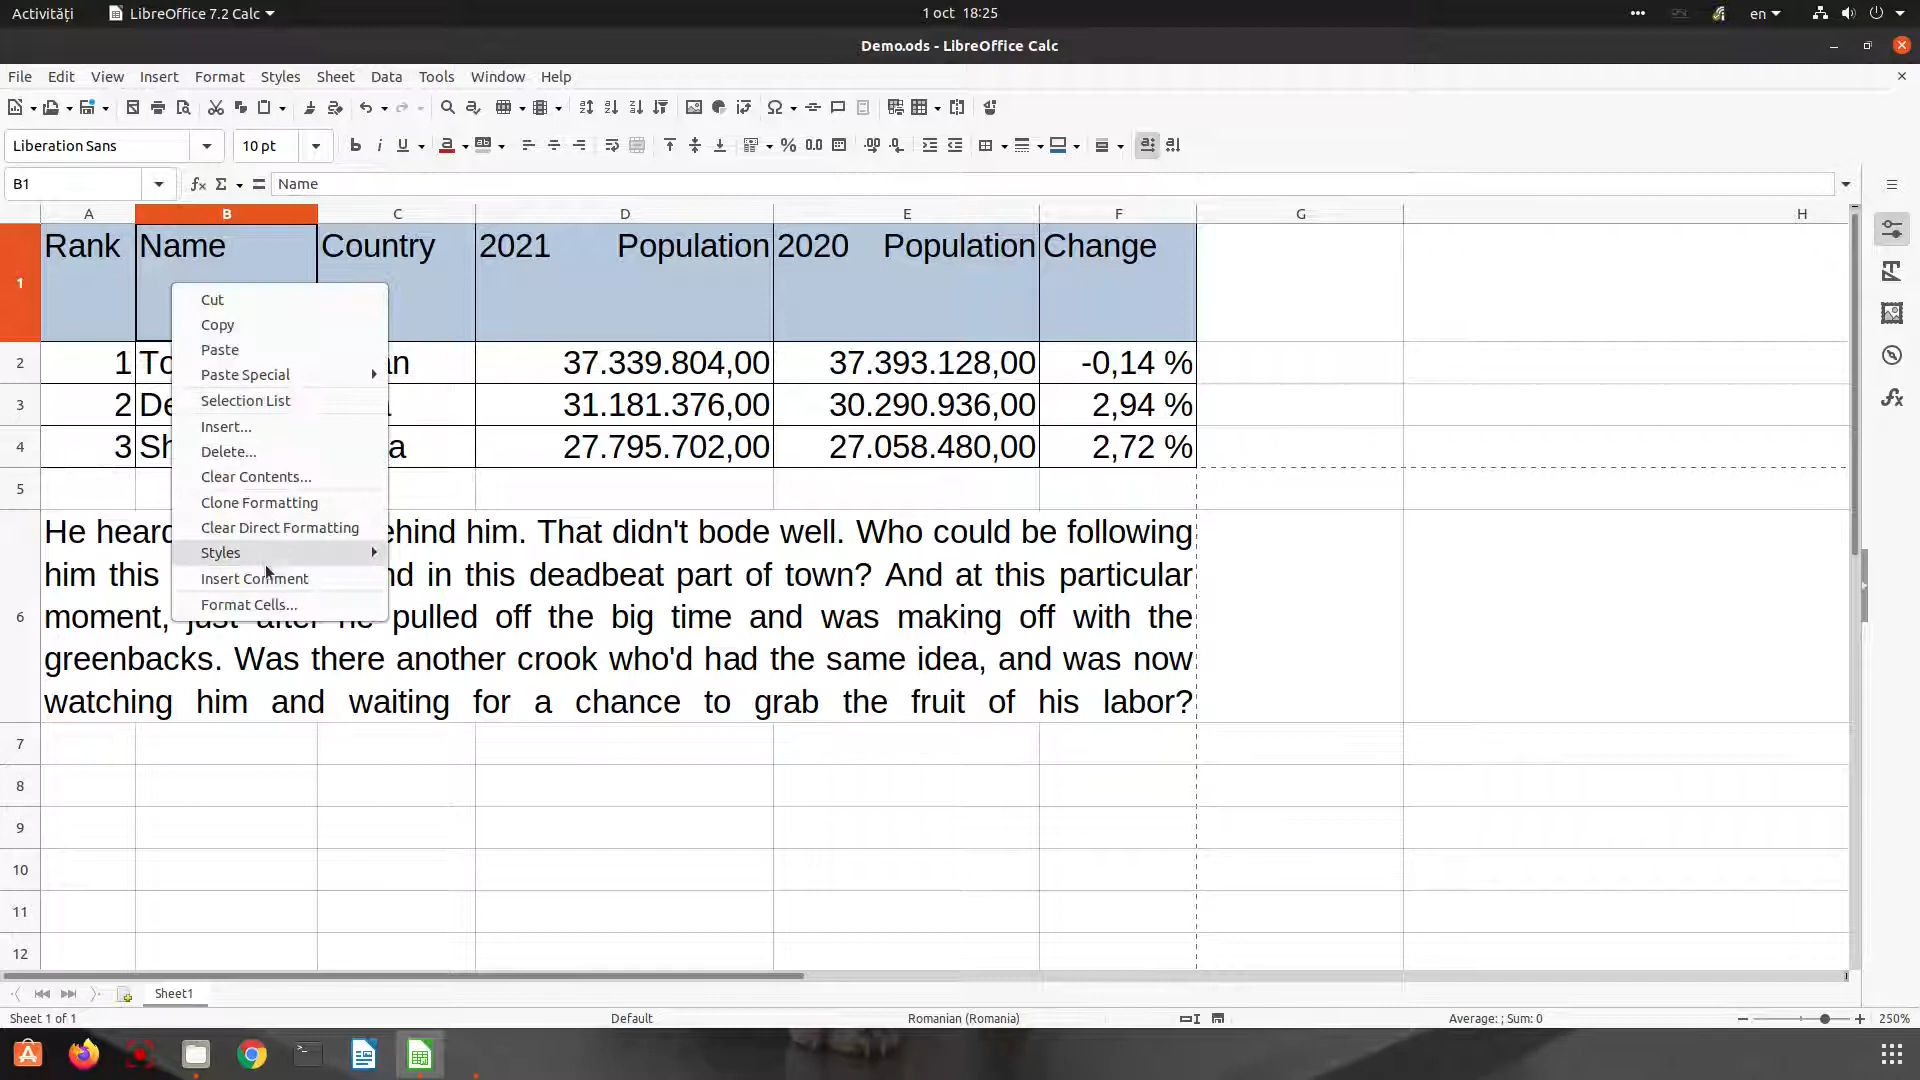 Activități
LibreOffice 7.2 Calc
1 oct 18:25
en
Demo.ods - LibreOffice Calc
File Edit View Insert Format Styles Sheet Data Tools Window Help
Liberation Sans
10 pt
B1
Name
A B C D E F G H
1
Rank Name Country 2021 Population 2020 Population Change
2
1 To an 37.339.804,00 37.393.128,00 -0,14 %
3
2 De 31.181.376,00 30.290.936,00 2,94 %
4
3 Sh a 27.795.702,00 27.058.480,00 2,72 %
Cut
Copy
Paste
Paste Special
Selection List
Insert...
Delete...
Clear Contents...
Clone Formatting
Clear Direct Formatting
Styles
Insert Comment
Format Cells...
5
6
He heard ehind him. That didn't bode well. Who could be following
him this nd in this deadbeat part of town? And at this particular
moment, just after he pulled off the big time and was making off with the
greenbacks. Was there another crook who'd had the same idea, and was now
watching him and waiting for a chance to grab the fruit of his labor?
7
8
9
10
11
12
Sheet1
Sheet 1 of 1
Default
Romanian (Romania)
Average: ; Sum: 0
250%